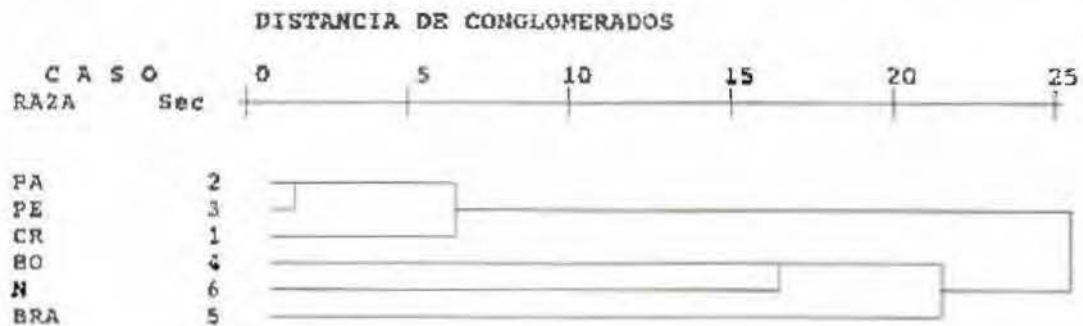 DISTANCIA DE CONGLOMERADOS
C A S O 0 5 10 15 20 25
RAZA Sec
PA 2
PE 3
CR 1
BO 4
N 6
BRA 5